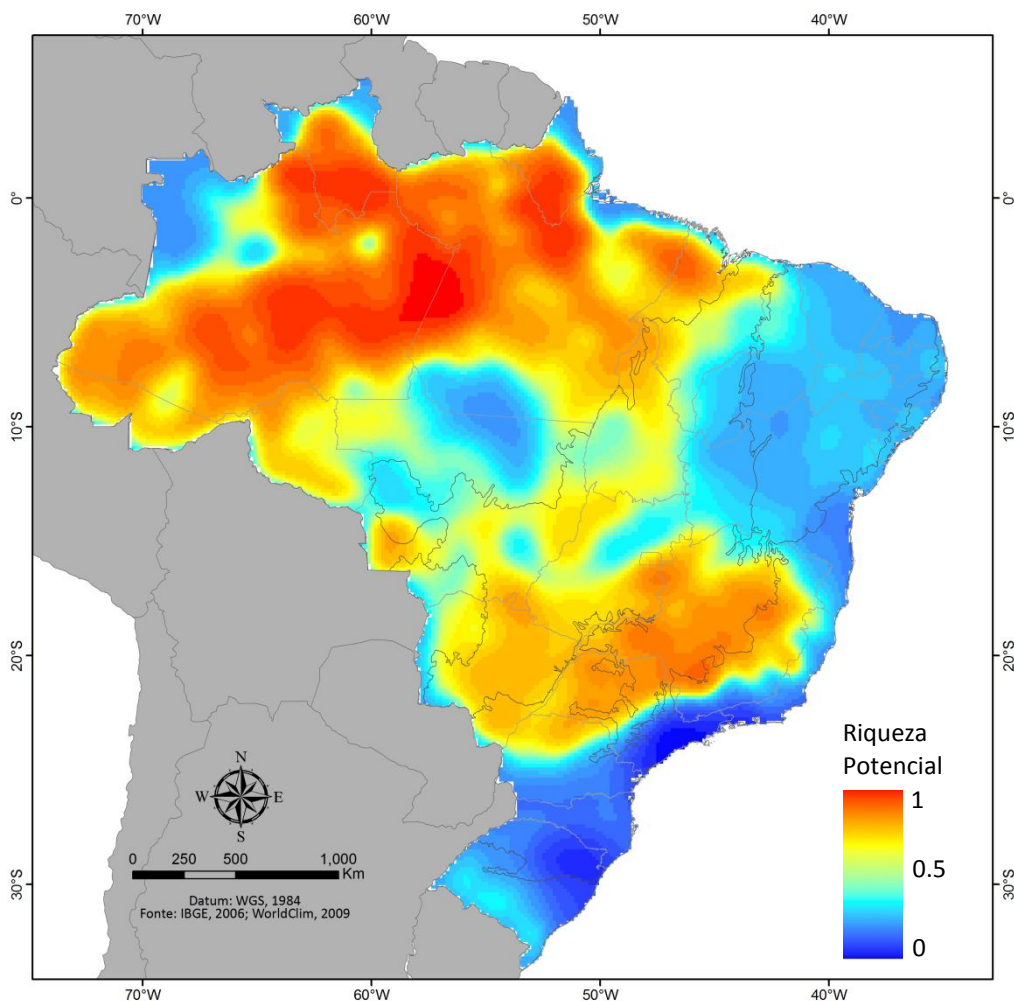 70°W 60°W 50°W 40°W
0° 0°
10°S 10°S
20°S 20°S
30°S 30°S
N
W E
S
0 250 500 1,000
Km
Datum: WGS, 1984
Fonte: IBGE, 2006; WorldClim, 2009
Riqueza
Potencial
1
0.5
0
70°W 60°W 50°W 40°W